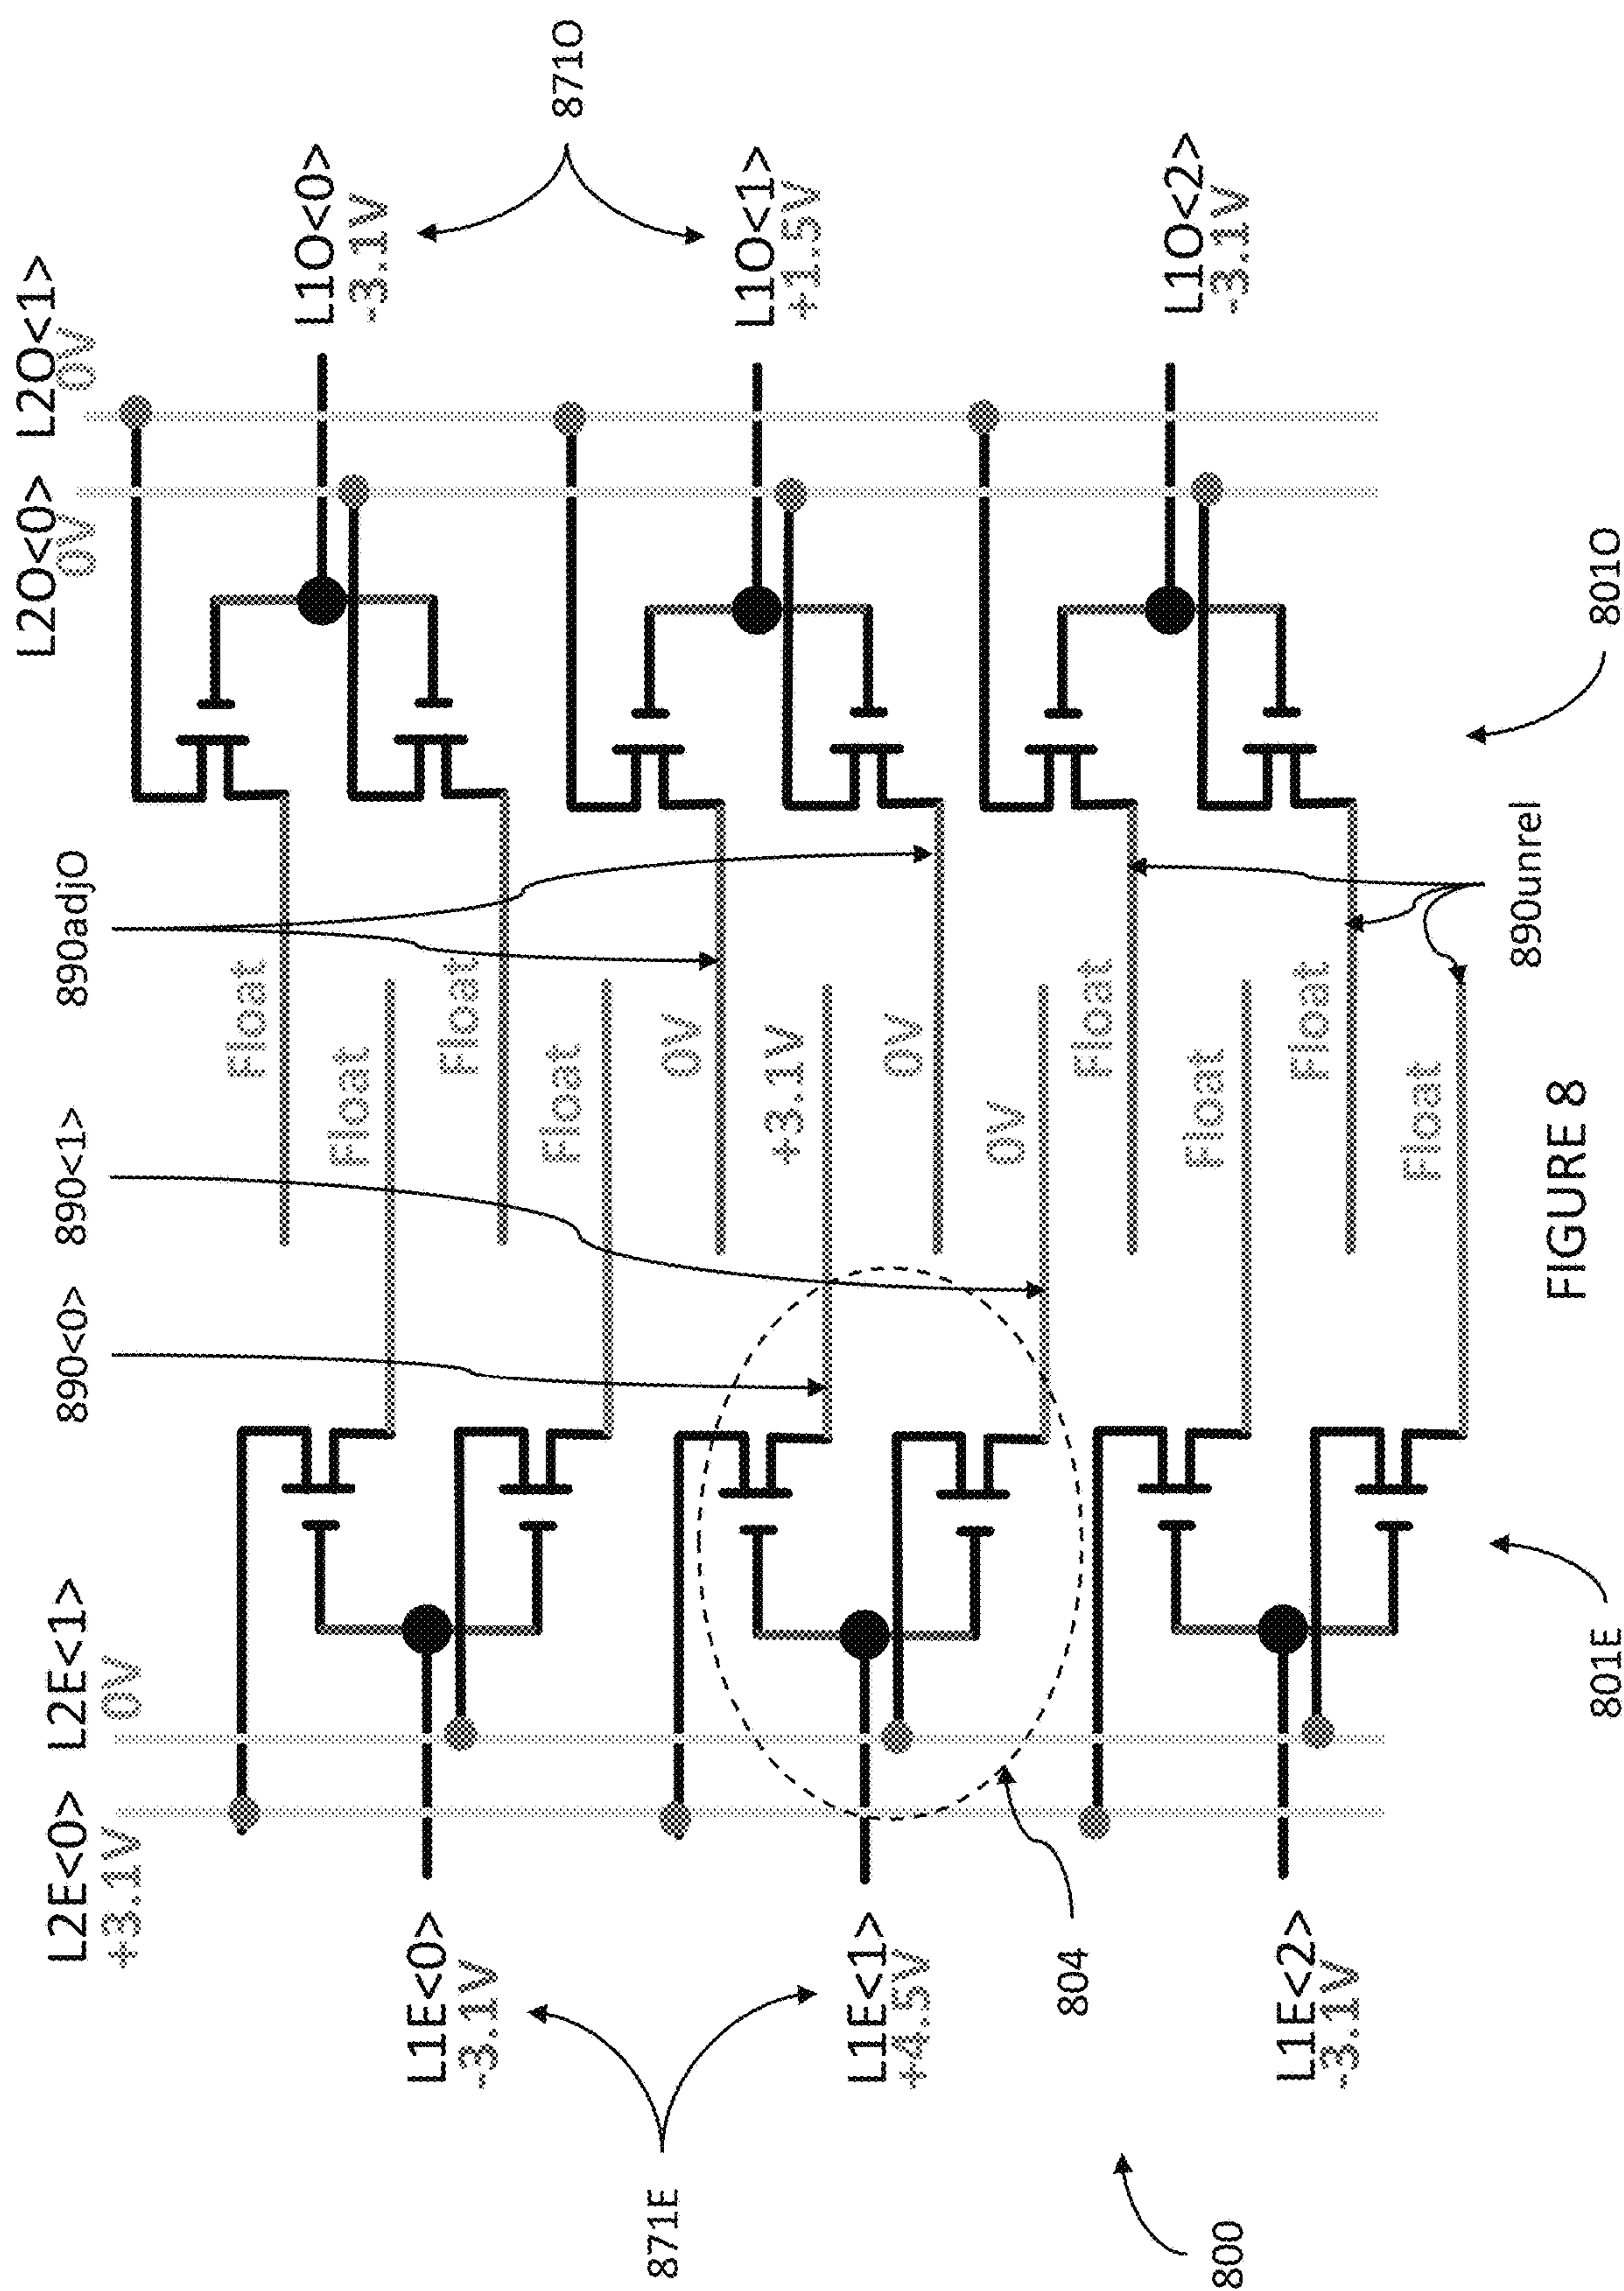 L2E<0>
+3.1V
L2E<1>
0V
890<0>
890<1>
890adjO
L2O<0>
0V
L2O<1>
0V
Float
Float
Float
Float
0V
+3.1V
0V
0V
Float
Float
Float
Float
L1E<0>
-3.1V
L1E<1>
+4.5V
L1E<2>
-3.1V
L1O<0>
-3.1V
L1O<1>
+1.5V
L1O<2>
-3.1V
871E
871O
804
800
801E
890unrel
801O
FIGURE 8